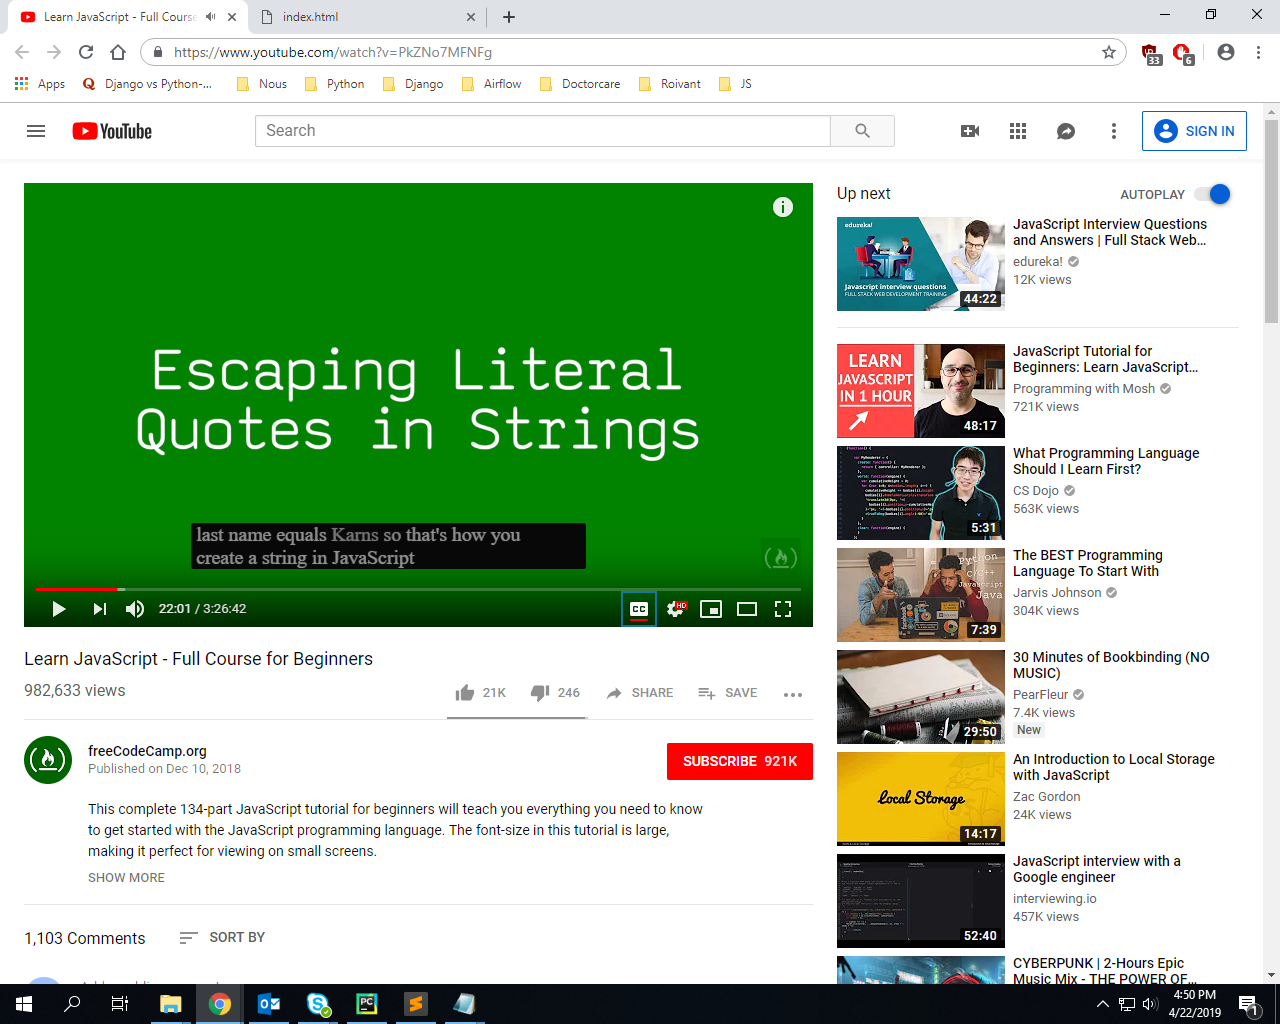 Learn JavaScript - Full Course
index.html
https://www.youtube.com/watch?v=PkZNo7MFNFg
33
6
Apps
Django vs Python-...
Nous
Python
Django
Airflow
Doctorcare
Roivant
JS
YouTube
Search
SIGN IN
Escaping Literal
Quotes in Strings
last name equals Karns so that's how you
create a string in JavaScript
22:01 / 3:26:42
CC
HD
Learn JavaScript - Full Course for Beginners
982,633 views
21K
246
SHARE
SAVE
freeCodeCamp.org
Published on Dec 10, 2018
SUBSCRIBE 921K
This complete 134-part JavaScript tutorial for beginners will teach you everything you need to know
to get started with the JavaScript programming language. The font-size in this tutorial is large,
making it perfect for viewing on small screens.
SHOW MORE
1,103 Comments
SORT BY
Up next
AUTOPLAY
edureka!
Javascript interview questions
FULL STACK WEB DEVELOPMENT TRAINING
44:22
JavaScript Interview Questions
and Answers | Full Stack Web...
edureka!
12K views
LEARN
JAVASCRIPT
IN 1 HOUR
48:17
JavaScript Tutorial for
Beginners: Learn JavaScript...
Programming with Mosh
721K views
5:31
What Programming Language
Should I Learn First?
CS Dojo
563K views
Python
C/C++
Javascript
Java
7:39
The BEST Programming
Language To Start With
Jarvis Johnson
304K views
29:50
30 Minutes of Bookbinding (NO
MUSIC)
PearFleur
7.4K views
New
Local Storage
14:17
An Introduction to Local Storage
with JavaScript
Zac Gordon
24K views
52:40
JavaScript interview with a
Google engineer
interviewing.io
457K views
CYBERPUNK | 2-Hours Epic
Music Mix - THE POWER OF...
4:50 PM
4/22/2019
1